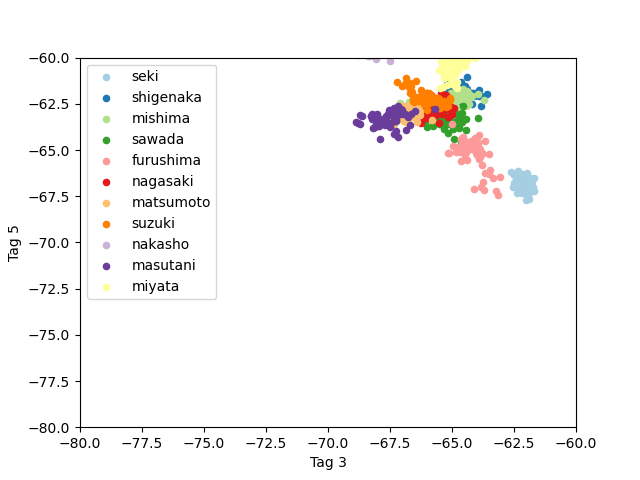 −60.0
−62.5
−65.0
−67.5
−70.0
−72.5
−75.0
−77.5
−80.0
Tag 5
seki
shigenaka
mishima
sawada
furushima
nagasaki
matsumoto
suzuki
nakasho
masutani
miyata
−80.0 −77.5 −75.0 −72.5 −70.0 −67.5 −65.0 −62.5 −60.0
Tag 3